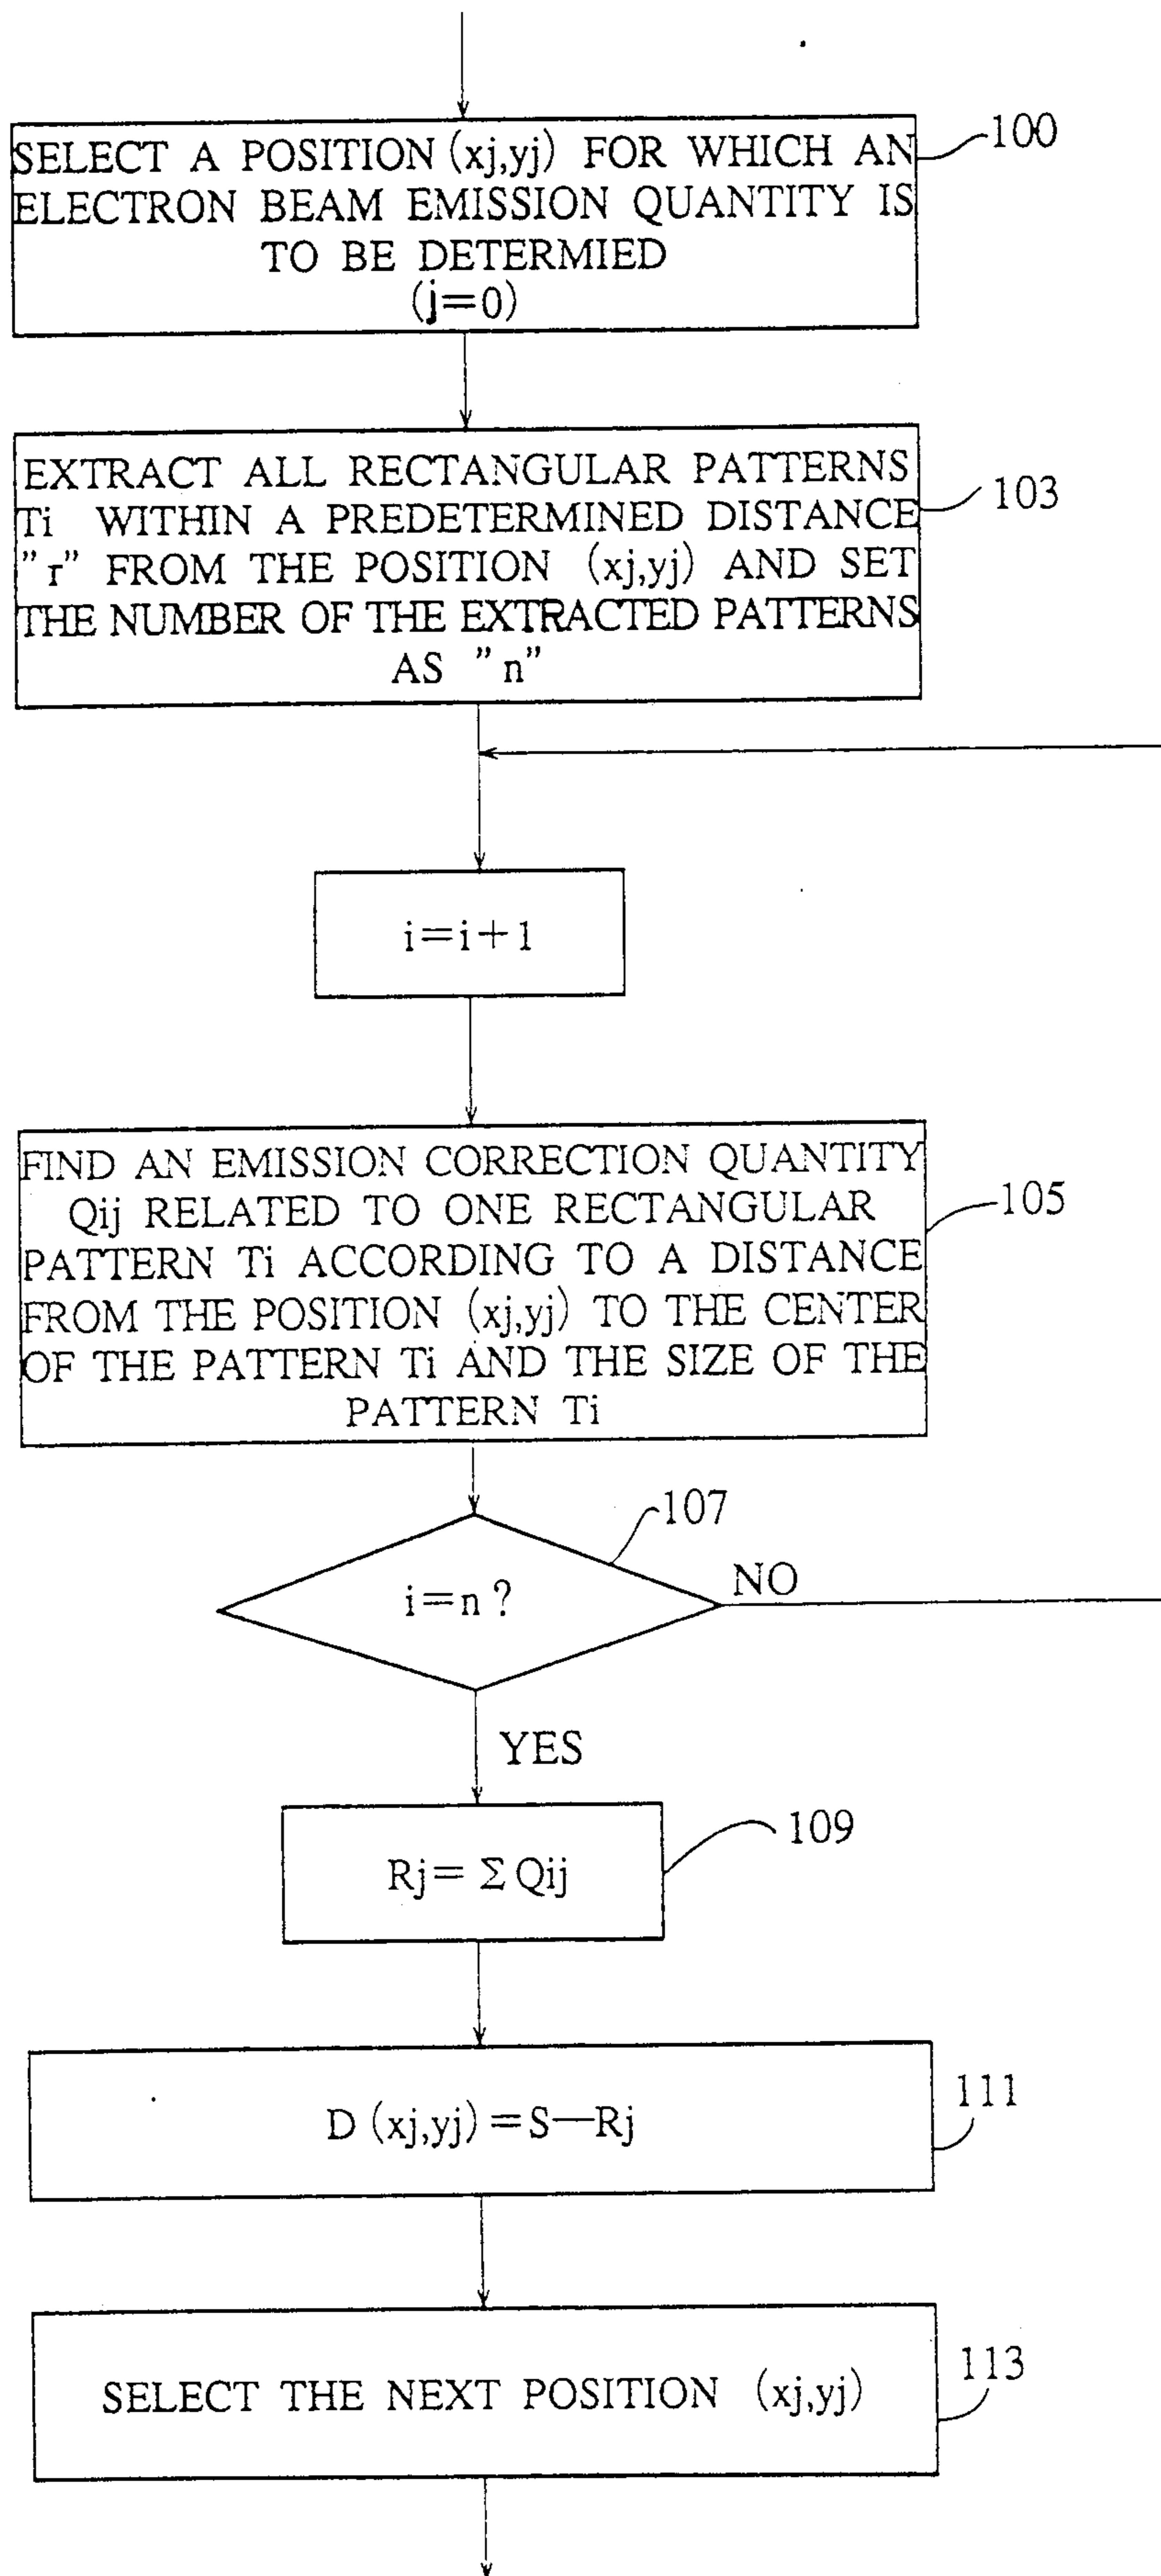 SELECT A POSITION (xj,yj) FOR WHICH AN
100
ELECTRON BEAM EMISSION QUANTITY IS
TO BE DETERMIED
(j=0)
EXTRACT ALL RECTANGULAR PATTERNS
103
Ti WITHIN A PREDETERMINED DISTANCE
"r" FROM THE POSITION (xj,yj) AND SET
THE NUMBER OF THE EXTRACTED PATTERNS
AS "n"
i=i+1
FIND AN EMISSION CORRECTION QUANTITY
Qij RELATED TO ONE RECTANGULAR
105
PATTERN Ti ACCORDING TO A DISTANCE
FROM THE POSITION (xj,yj) TO THE CENTER
OF THE PATTERN Ti AND THE SIZE OF THE
PATTERN Ti
107
i=n?
NO
YES
109
Rj= ΣQij
111
D (xj,yj)=S—Rj
113
SELECT THE NEXT POSITION (xj,yj)